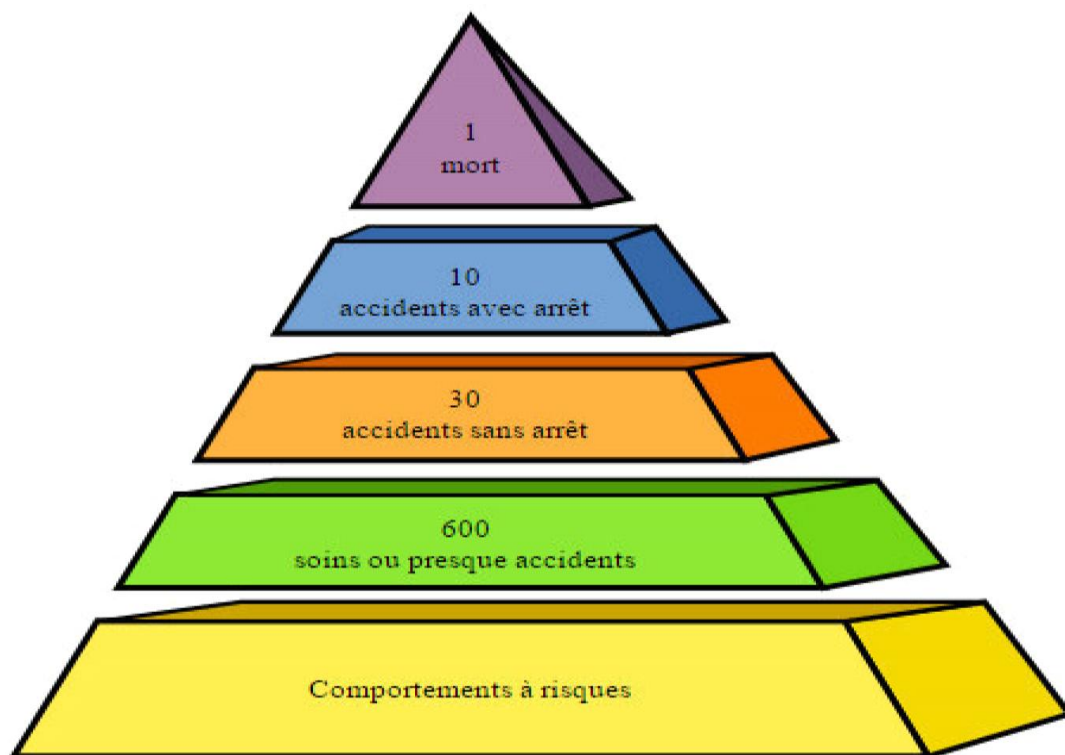 1
mort
10
accidents avec arrêt
30
accidents sans arrêt
600
soins ou presque accidents
Comportements à risques